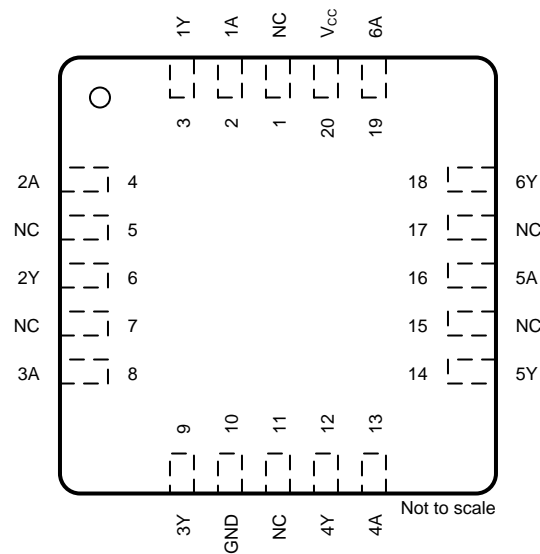 1Y 1A NC VCC 6A
3 2 1 20 19
2A 4 18 6Y
NC 5 17 NC
2Y 6 16 5A
NC 7 15 NC
3A 8 14 5Y
9 10 11 12 13
3Y GND NC 4Y 4A
Not to scale